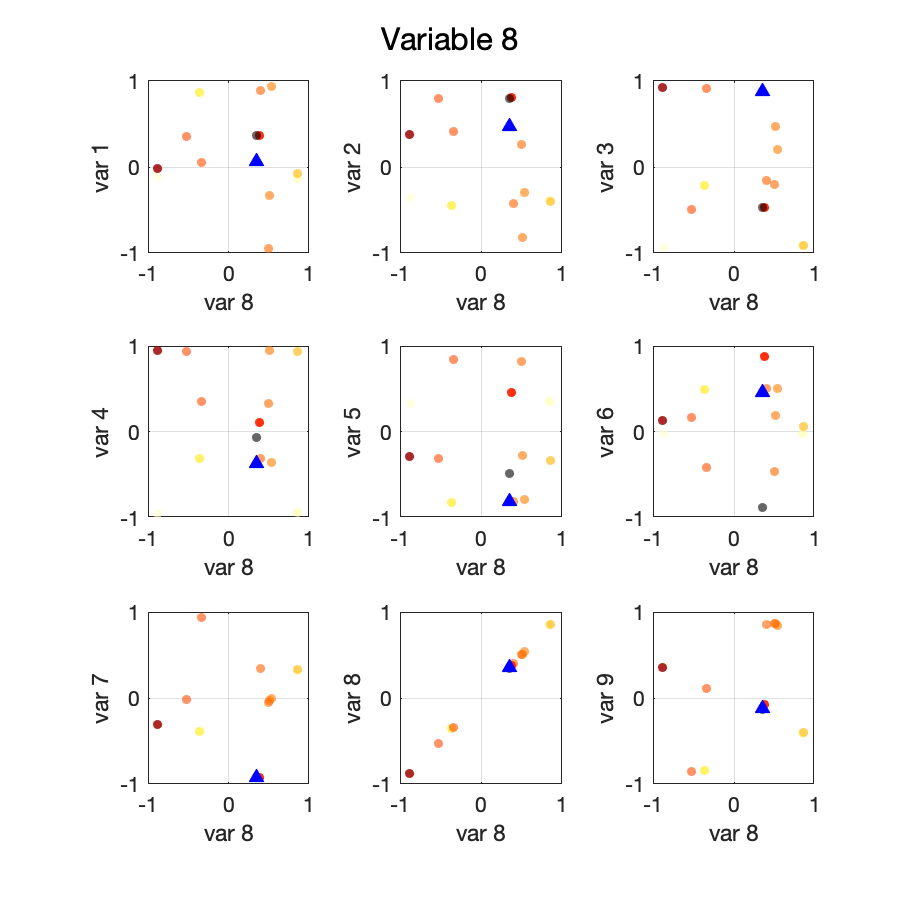 Variable 8
1 0 -1 var 1 -1 0 1 var 8
1 0 -1 var 2 -1 0 1 var 8
1 0 -1 var 3 -1 0 1 var 8
1 0 -1 var 4 -1 0 1 var 8
1 0 -1 var 5 -1 0 1 var 8
1 0 -1 var 6 -1 0 1 var 8
1 0 -1 var 7 -1 0 1 var 8
1 0 -1 var 8 -1 0 1 var 8
1 0 -1 var 9 -1 0 1 var 8